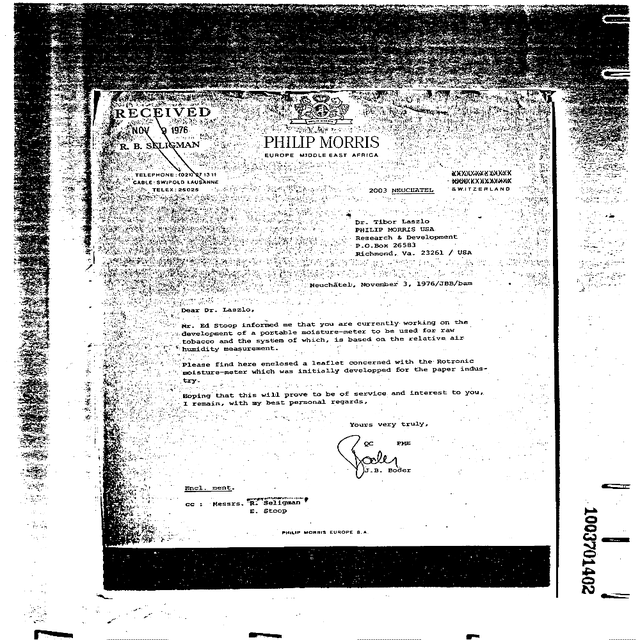 RECEIVED
NOV 9 1976
R. B. SELIGMAN
PHILIP MORRIS
EUROPE MIDDLE EAST AFRICA
TELEPHONE: (021) 27 13 11
CABLE: SWIFOLD LAUSANNE
TELEX: 25025
2003 NEUCHATEL
SWITZERLAND
Dr. Tibor Laszlo
PHILIP MORRIS USA
Research & Development
P.O.Box 26583
Richmond, Va. 23261 / USA
Neuchâtel, November 3, 1976/JBB/bam
Dear Dr. Laszlo,
Mr. Ed Stoop informed me that you are currently working on the
development of a portable moisture-meter to be used for raw
tobacco and the system of which, is based on the relative air
humidity measurement.
Please find here enclosed a leaflet concerned with the Rotronic
moisture-meter which was initially developped for the paper indus-
try.
Hoping that this will prove to be of service and interest to you,
I remain, with my best personal regards,
Yours very truly,
QC PME
Boder
J.B. Boder
Encl. ment.
cc : Messrs. R. Seligman
E. Stoop
PHILIP MORRIS EUROPE S.A.
1003701402